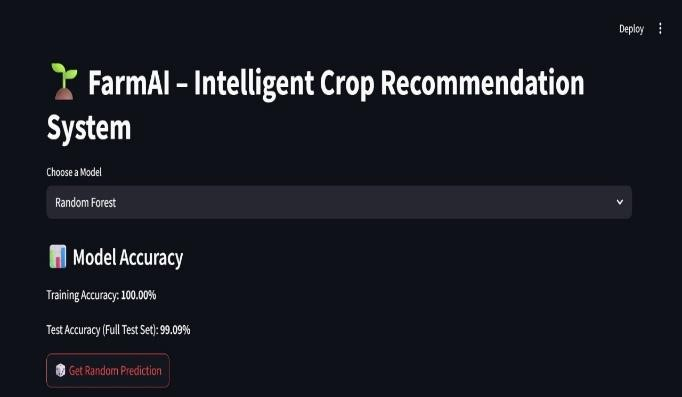 Deploy
FarmAI – Intelligent Crop Recommendation
System
Choose a Model
Random Forest
Model Accuracy
Training Accuracy: 100.00%
Test Accuracy (Full Test Set): 99.09%
Get Random Prediction